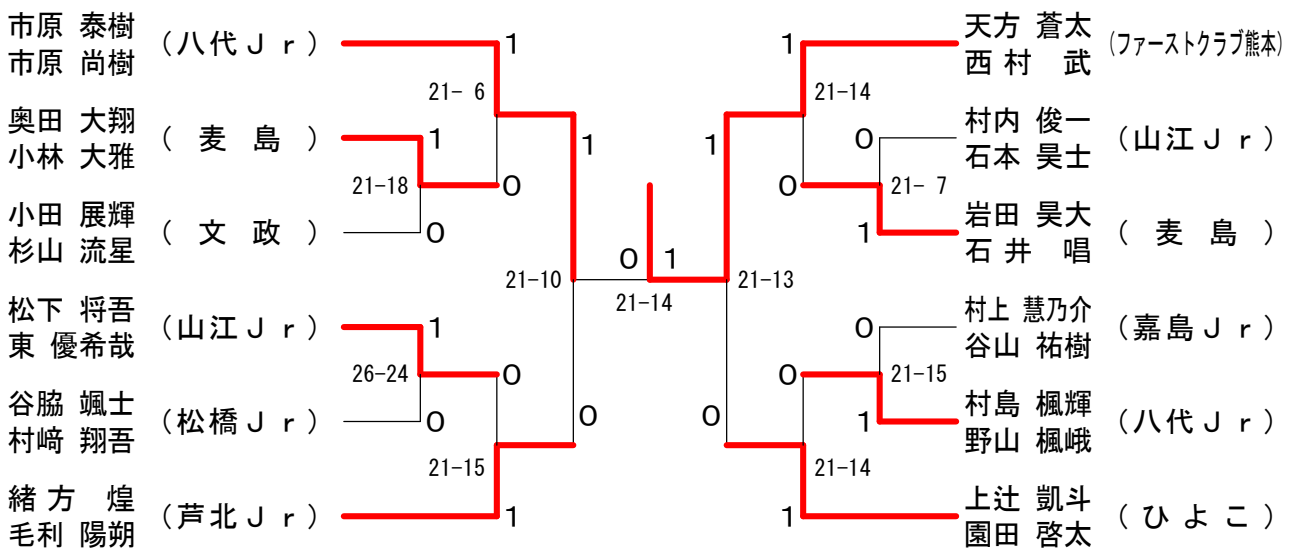 市原 泰樹
市原 尚樹
(八代Ｊｒ)
1
21- 6
奥田 大翔
小林 大雅
( 麦 島 )
1
21-18
0
小田 展輝
杉山 流星
( 文 政 )
0
1
21-10
松下 将吾
東 優希哉
(山江Ｊｒ)
1
26-24
0
谷脇 颯士
村﨑 翔吾
(松橋Ｊｒ)
0
0
21-15
緒方 煌
毛利 陽朔
(芦北Ｊｒ)
1
0
1
21-14
天方 蒼太
西村 武
(ファーストクラブ熊本)
1
21-14
村内 俊一
石本 昊士
(山江Ｊｒ)
0
21- 7
0
岩田 昊大
石井 唱
( 麦 島 )
1
1
21-13
村上 慧乃介
谷山 祐樹
(嘉島Ｊｒ)
0
21-15
0
村島 楓輝
野山 楓峨
(八代Ｊｒ)
1
0
21-14
上辻 凱斗
園田 啓太
( ひ よ こ )
1